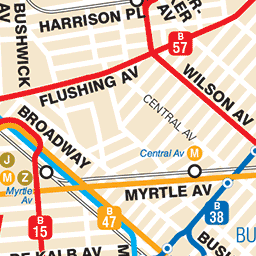 HARRISON PL
BUSHWICK
AV
B
57
FLUSHING AV
WILSON AV
CENTRAL AV
BROADWAY
J
M
Z
Myrtle
Central Av
M
MYRTLE AV
B
15
B
47
B
38
DE KALB AV